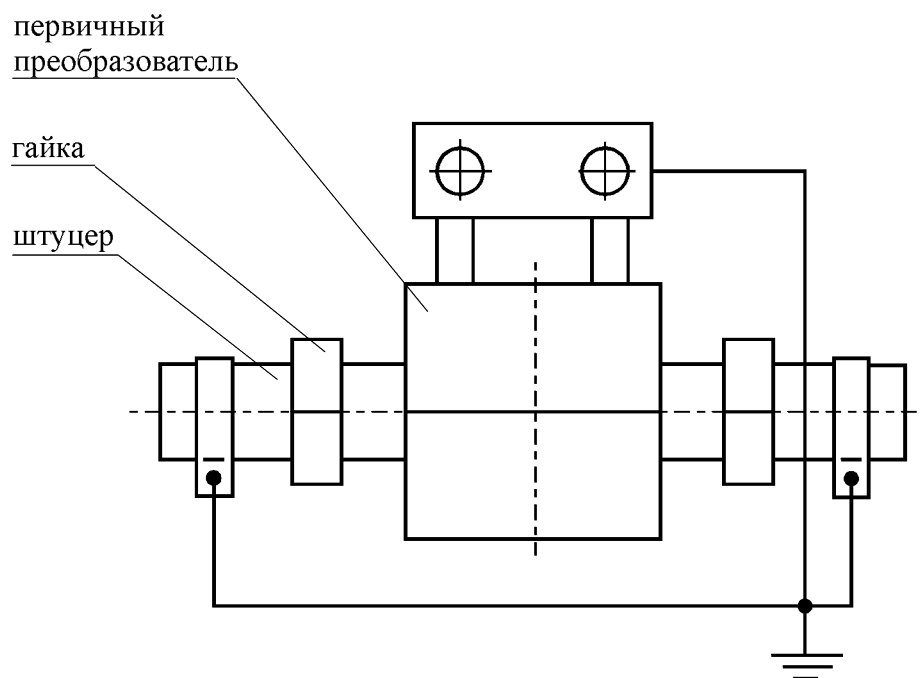 первичный
преобразователь
гайка
штуцер